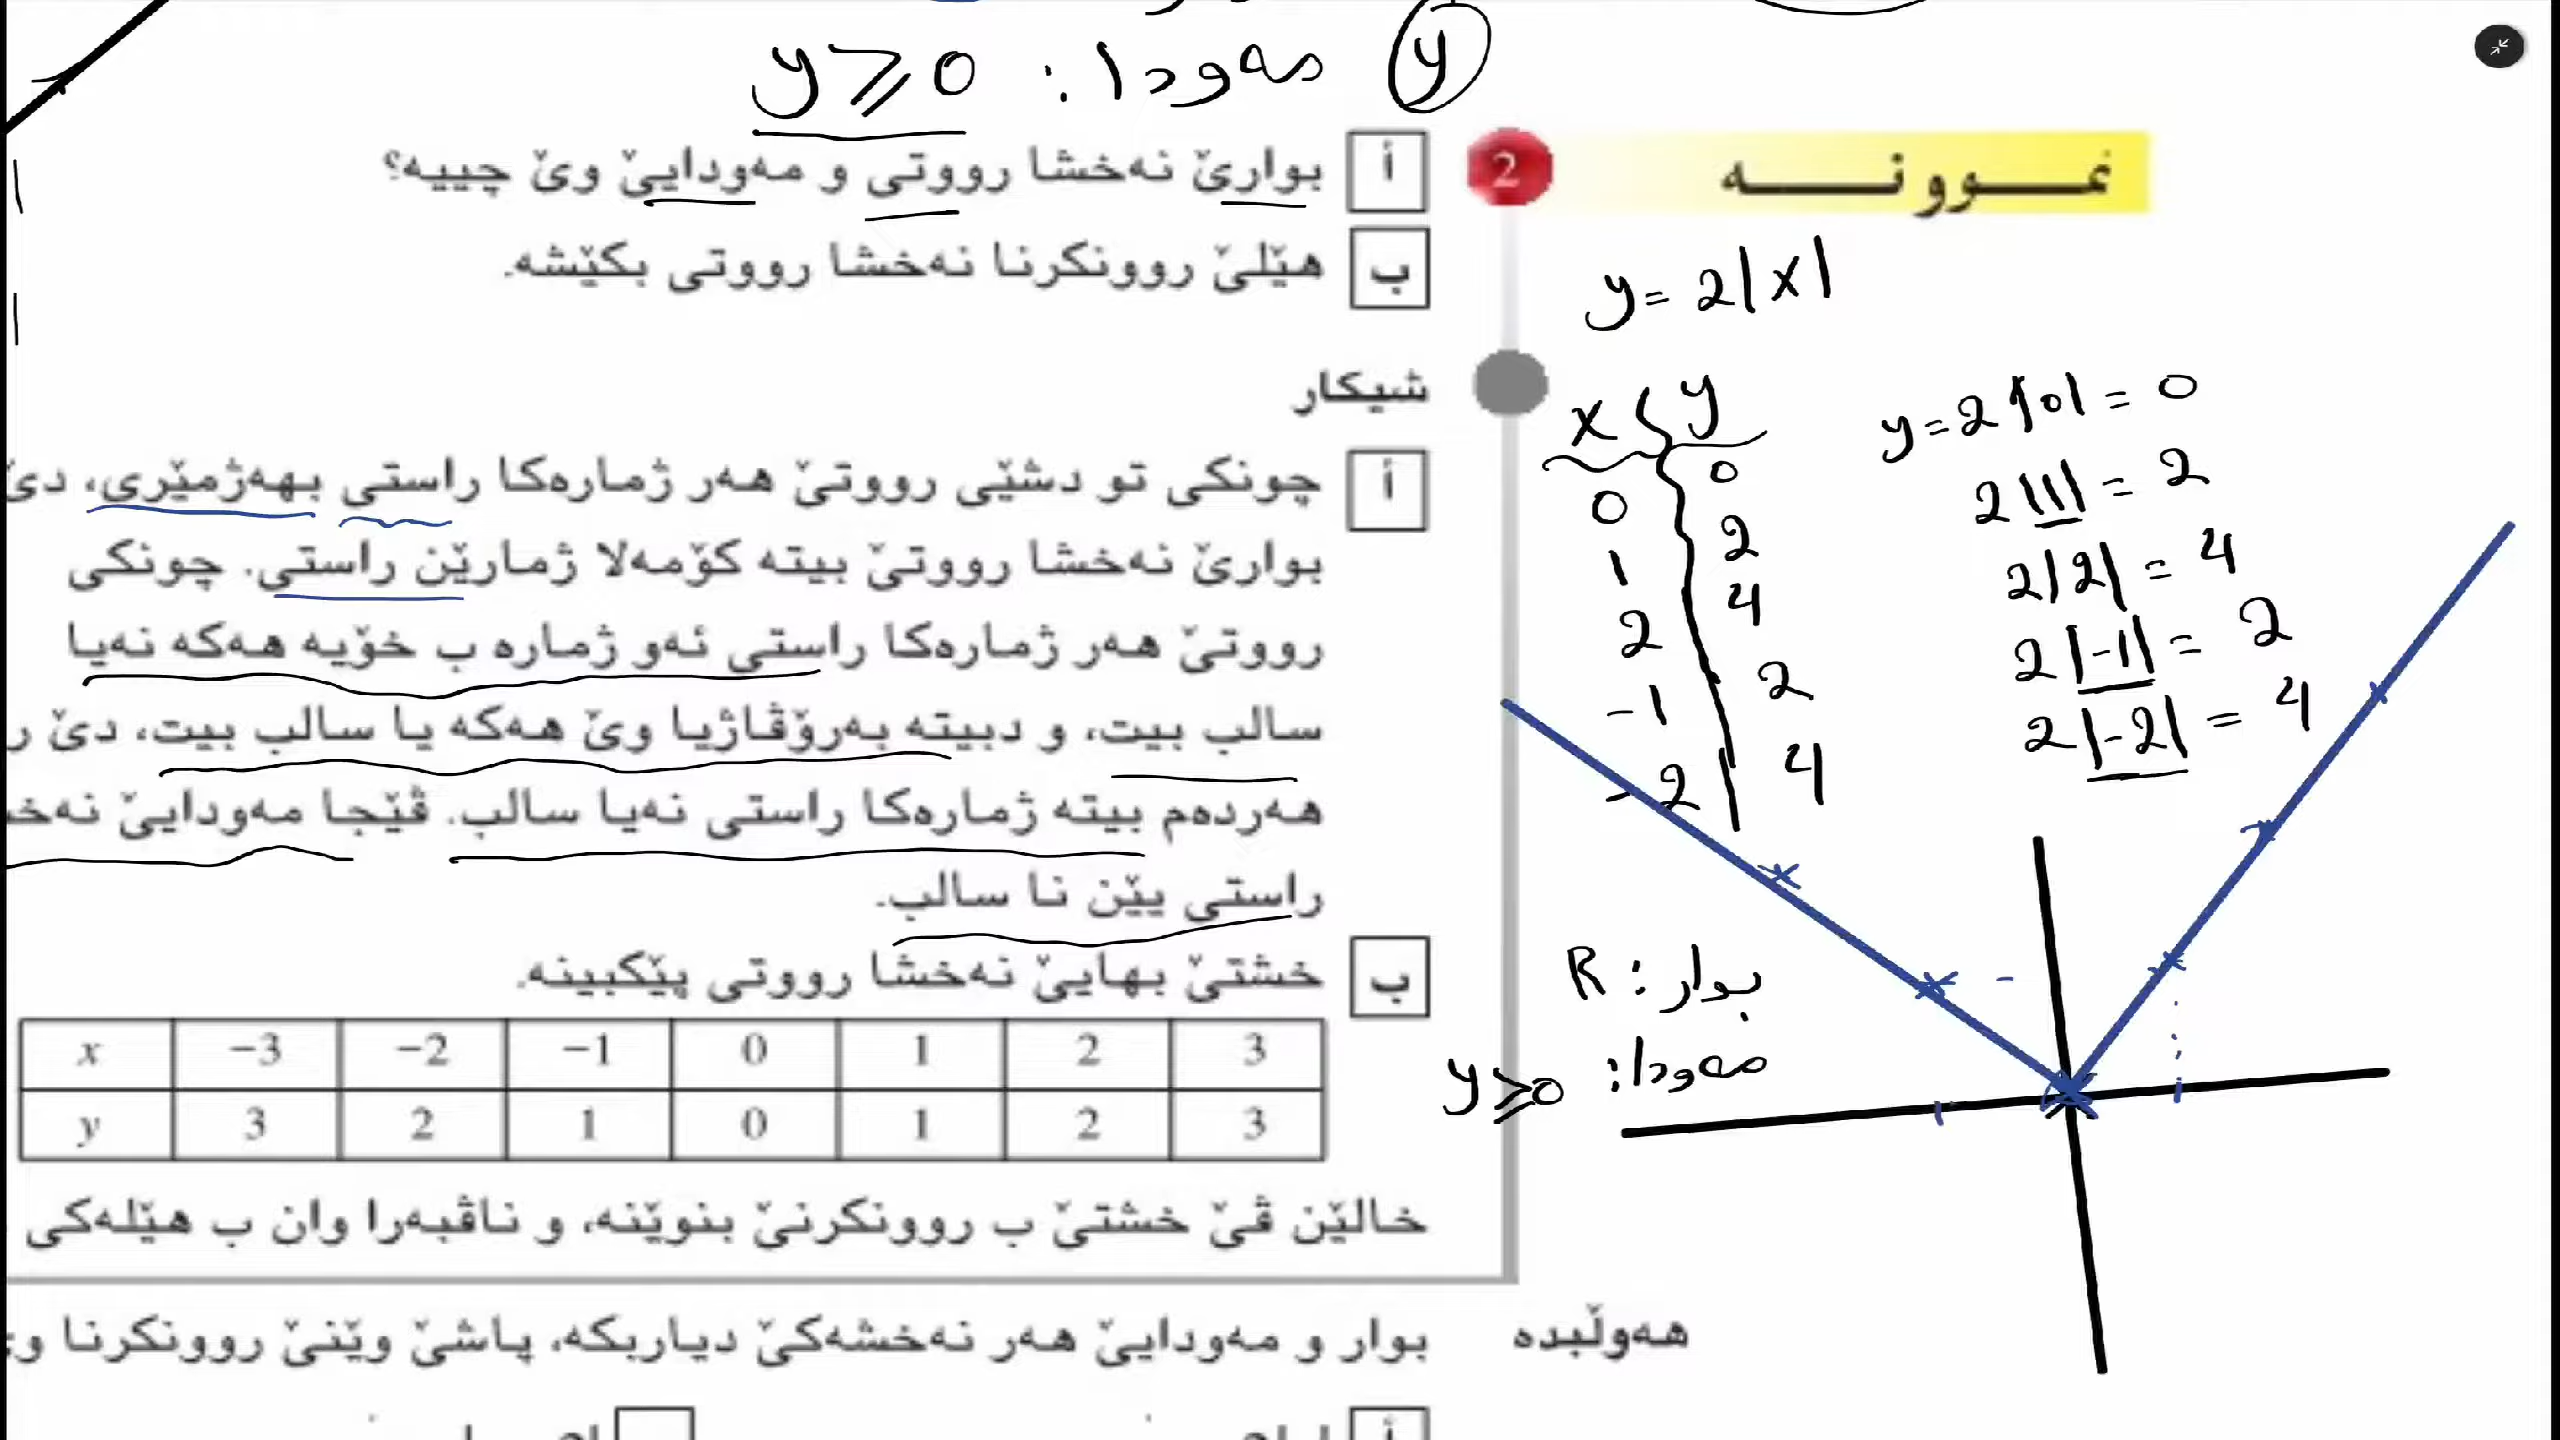 y ⩾ 0 مەودا: y
نموونە 2
أ بوارێ نەخشا رووتی و مەودایێ وێ چییە؟
ب هێلێ روونکرنا نەخشا رووتی بکێشە.
شیکار
أ چونکی تو دشێی رووتێ هەر ژمارەکا راستی بهەژمێری، دێ
بوارێ نەخشا رووتێ بیتە کۆمەلا ژمارێن راستی. چونکی
رووتێ هەر ژمارەکا راستی ئەو ژمارە ب خۆیە هەکە نەیا
سالب بیت، و دبیتە بەرۆڤاژیا وێ هەکە یا سالب بیت، دێ ر
هەردەم بیتە ژمارەکا راستی نەیا سالب. ڤێجا مەودایێ نەخش
راستی یێن نا سالب.
ب خشتێ بهایێ نەخشا رووتی پێکبینە.
x −3 −2 −1 0 1 2 3
y 3 2 1 0 1 2 3
خالێن ڤێ خشتێ ب روونکرنێ بنوێنە، و ناڤبەرا وان ب هێلەکی
هەوڵبدە بوار و مەودایێ هەر نەخشەکێ دیاربکە، پاشێ وێنێ روونکرنا وێ
y = 2|x|
x y
0 0
1 2
2 4
-1 2
-2 4
y = 2|0| = 0
2|1| = 2
2|2| = 4
2|-1| = 2
2|-2| = 4
بوار: R
مەودا: y ⩾ 0